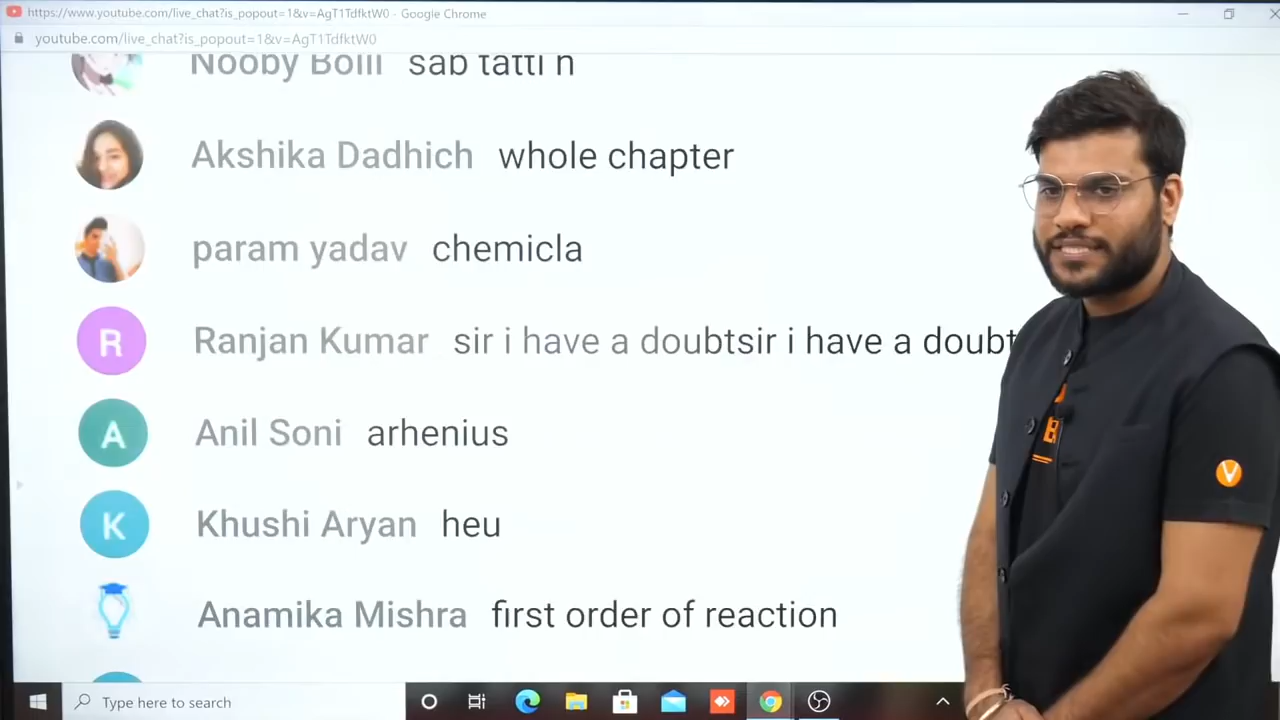 https://www.youtube.com/live_chat?is_popout=1&v=AgT1TdfktW0 - Google Chrome
youtube.com/live_chat?is_popout=1&v=AgT1TdfktW0
Nooby Bolli sab tatti h
Akshika Dadhich whole chapter
param yadav chemicla
R Ranjan Kumar sir i have a doubtsir i have a doubt
A Anil Soni arhenius
K Khushi Aryan heu
Anamika Mishra first order of reaction
Type here to search
V